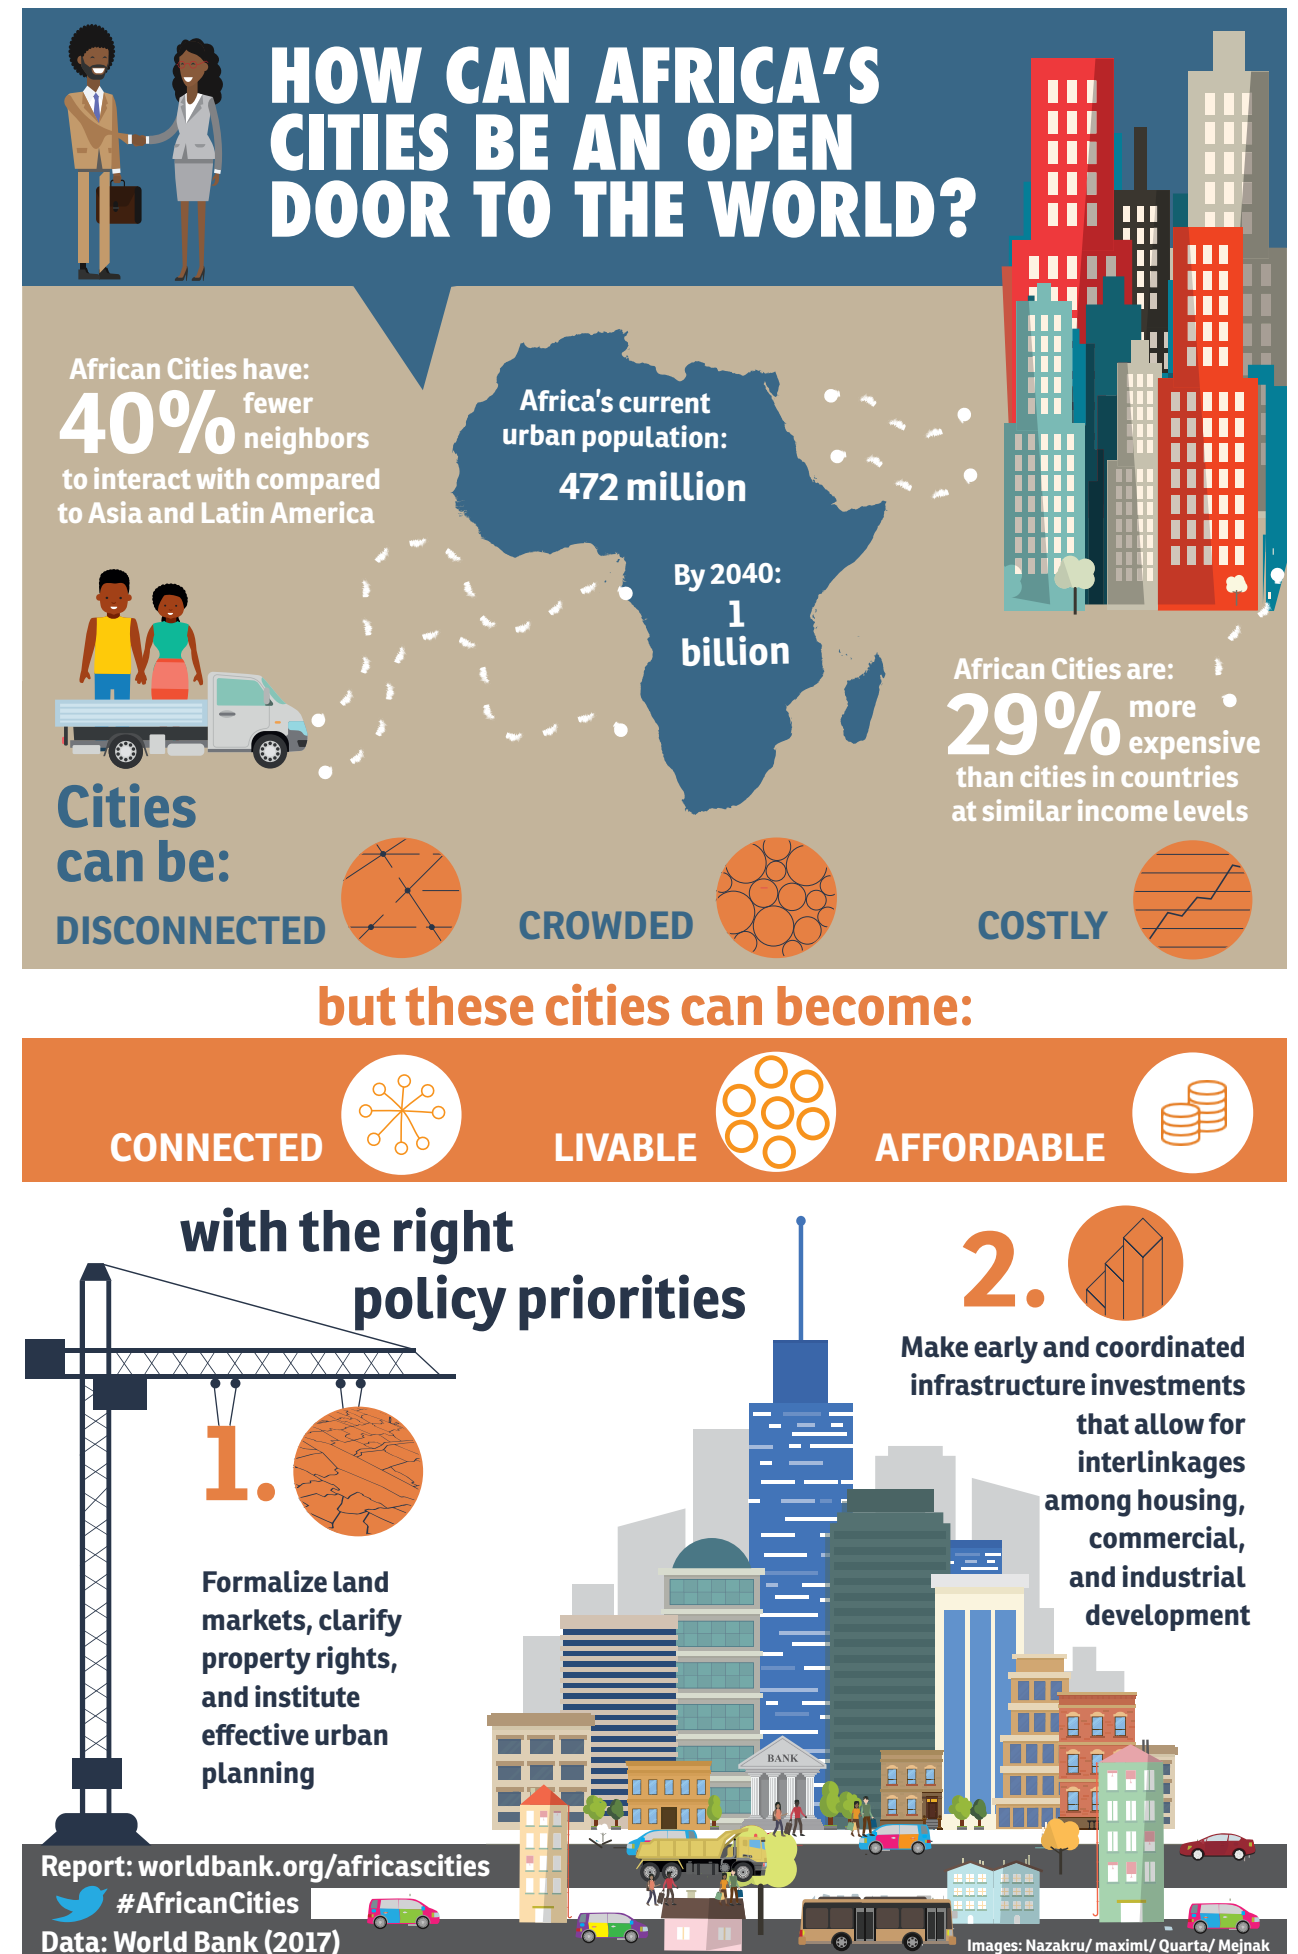 HOW CAN AFRICA'S
CITIES BE AN OPEN
DOOR TO THE WORLD?
African Cities have:
40% fewer
neighbors
to interact with compared
to Asia and Latin America
Africa's current
urban population:
472 million
By 2040:
1
billion
African Cities are:
29% more
expensive
than cities in countries
at similar income levels
Cities
can be:
DISCONNECTED
CROWDED
COSTLY
but these cities can become:
CONNECTED
LIVABLE
AFFORDABLE
with the right
policy priorities
1.
Formalize land
markets, clarify
property rights,
and institute
effective urban
planning
2.
Make early and coordinated
infrastructure investments
that allow for
interlinkages
among housing,
commercial,
and industrial
development
BANK
Report: worldbank.org/africascities
#AfricanCities
Data: World Bank (2017)
Images: Nazakru/ maximl/ Quarta/ Meinak